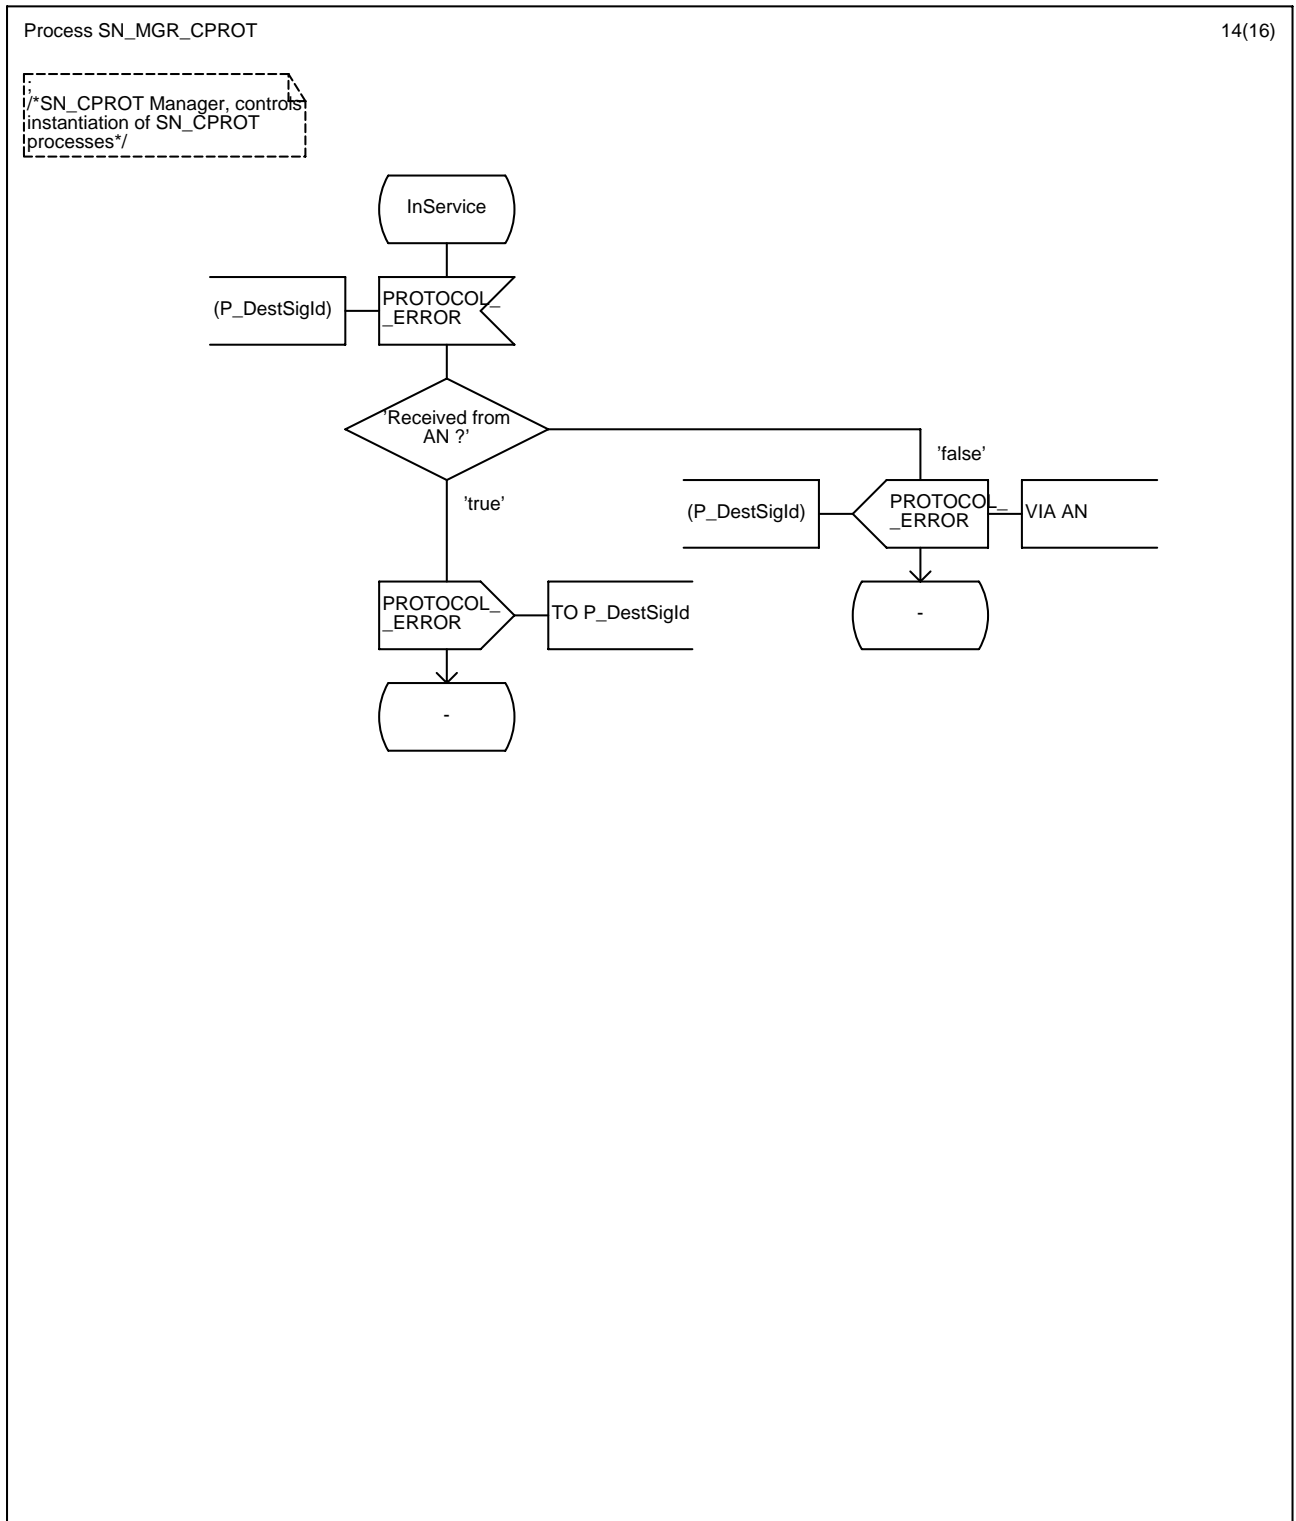 Process SN_MGR_CPROT
14(16)
;
/*SN_CPROT Manager, controls
instantiation of SN_CPROT
processes*/
InService
(P_DestSigId)
PROTOCOL_
_ERROR
'Received from
AN ?'
'false'
'true'
(P_DestSigId)
PROTOCOL_
_ERROR
VIA AN
PROTOCOL_
_ERROR
TO P_DestSigId
-
-